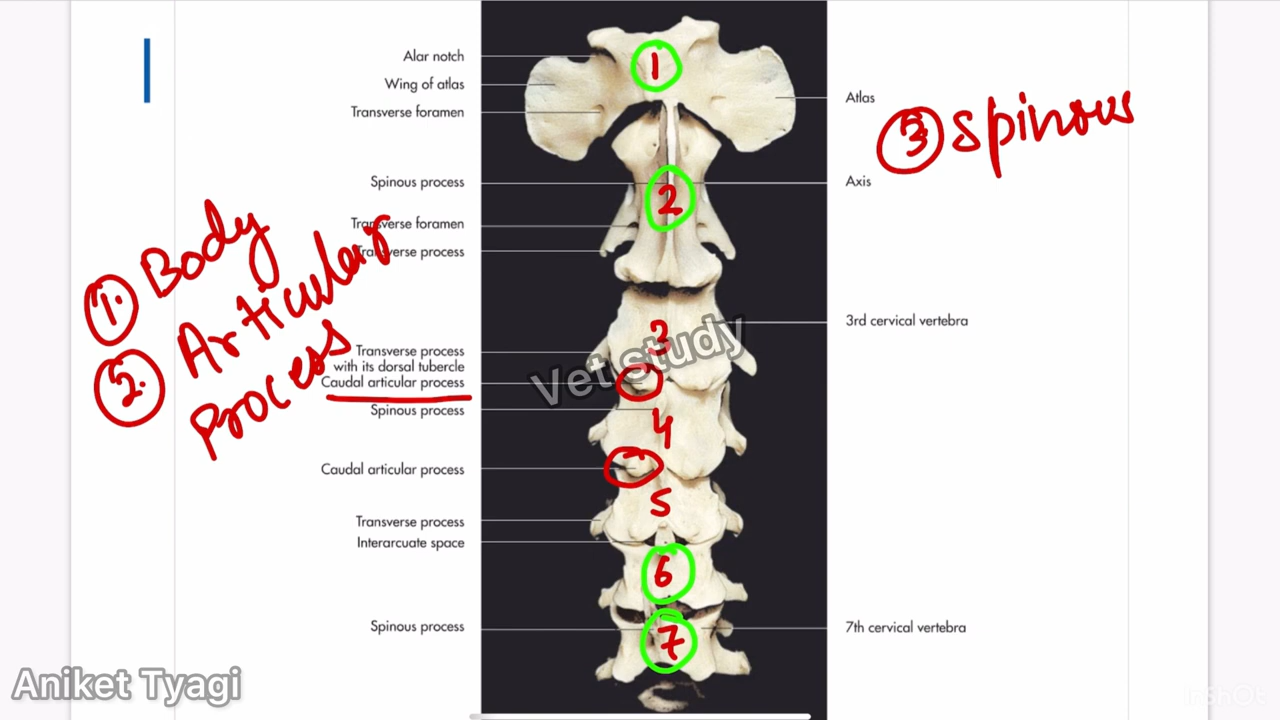 Alar notch
Wing of atlas
Transverse foramen
Spinous process
Transverse foramen
Transverse process
Transverse process
with its dorsal tubercle
Caudal articular process
Spinous process
Caudal articular process
Transverse process
Interarcuate space
Spinous process
1. Body
2. Articular
Process
1
2
3
4
5
6
7
Vet study
Atlas
3 Spinous
Axis
3rd cervical vertebra
7th cervical vertebra
Aniket Tyagi
InShOt